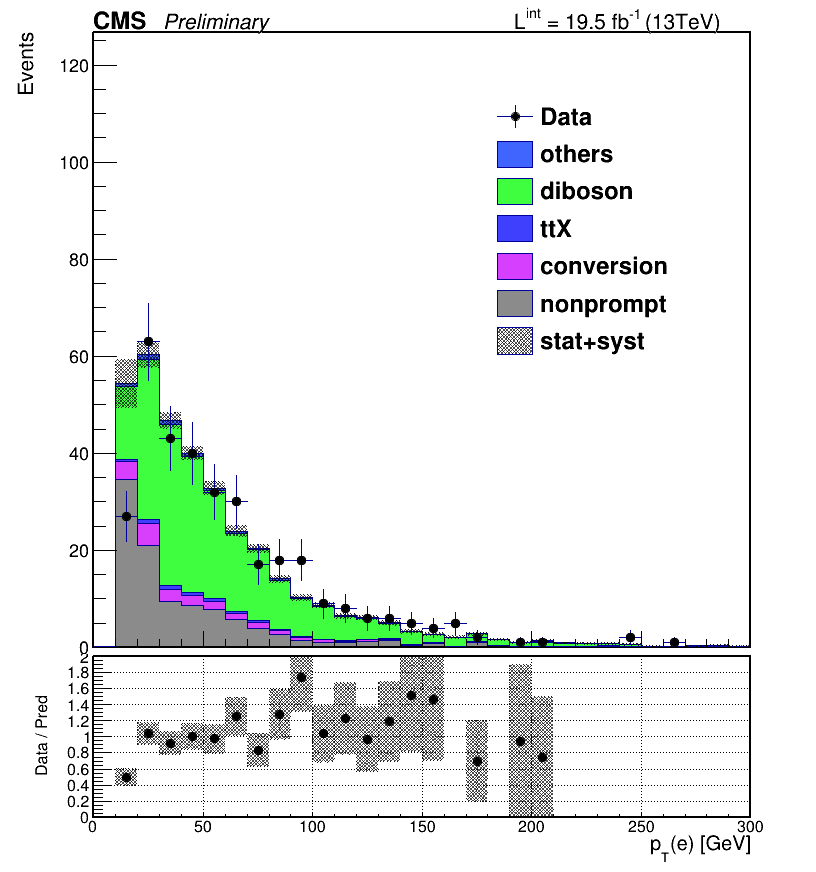 CMS Preliminary L^int = 19.5 fb^-1 (13TeV)
Events
120
100
80
60
40
20
0
Data
others
diboson
ttX
conversion
nonprompt
stat+syst
Data / Pred
2
1.8
1.6
1.4
1.2
1
0.8
0.6
0.4
0.2
0
0 50 100 150 200 250 300
p_T(e) [GeV]